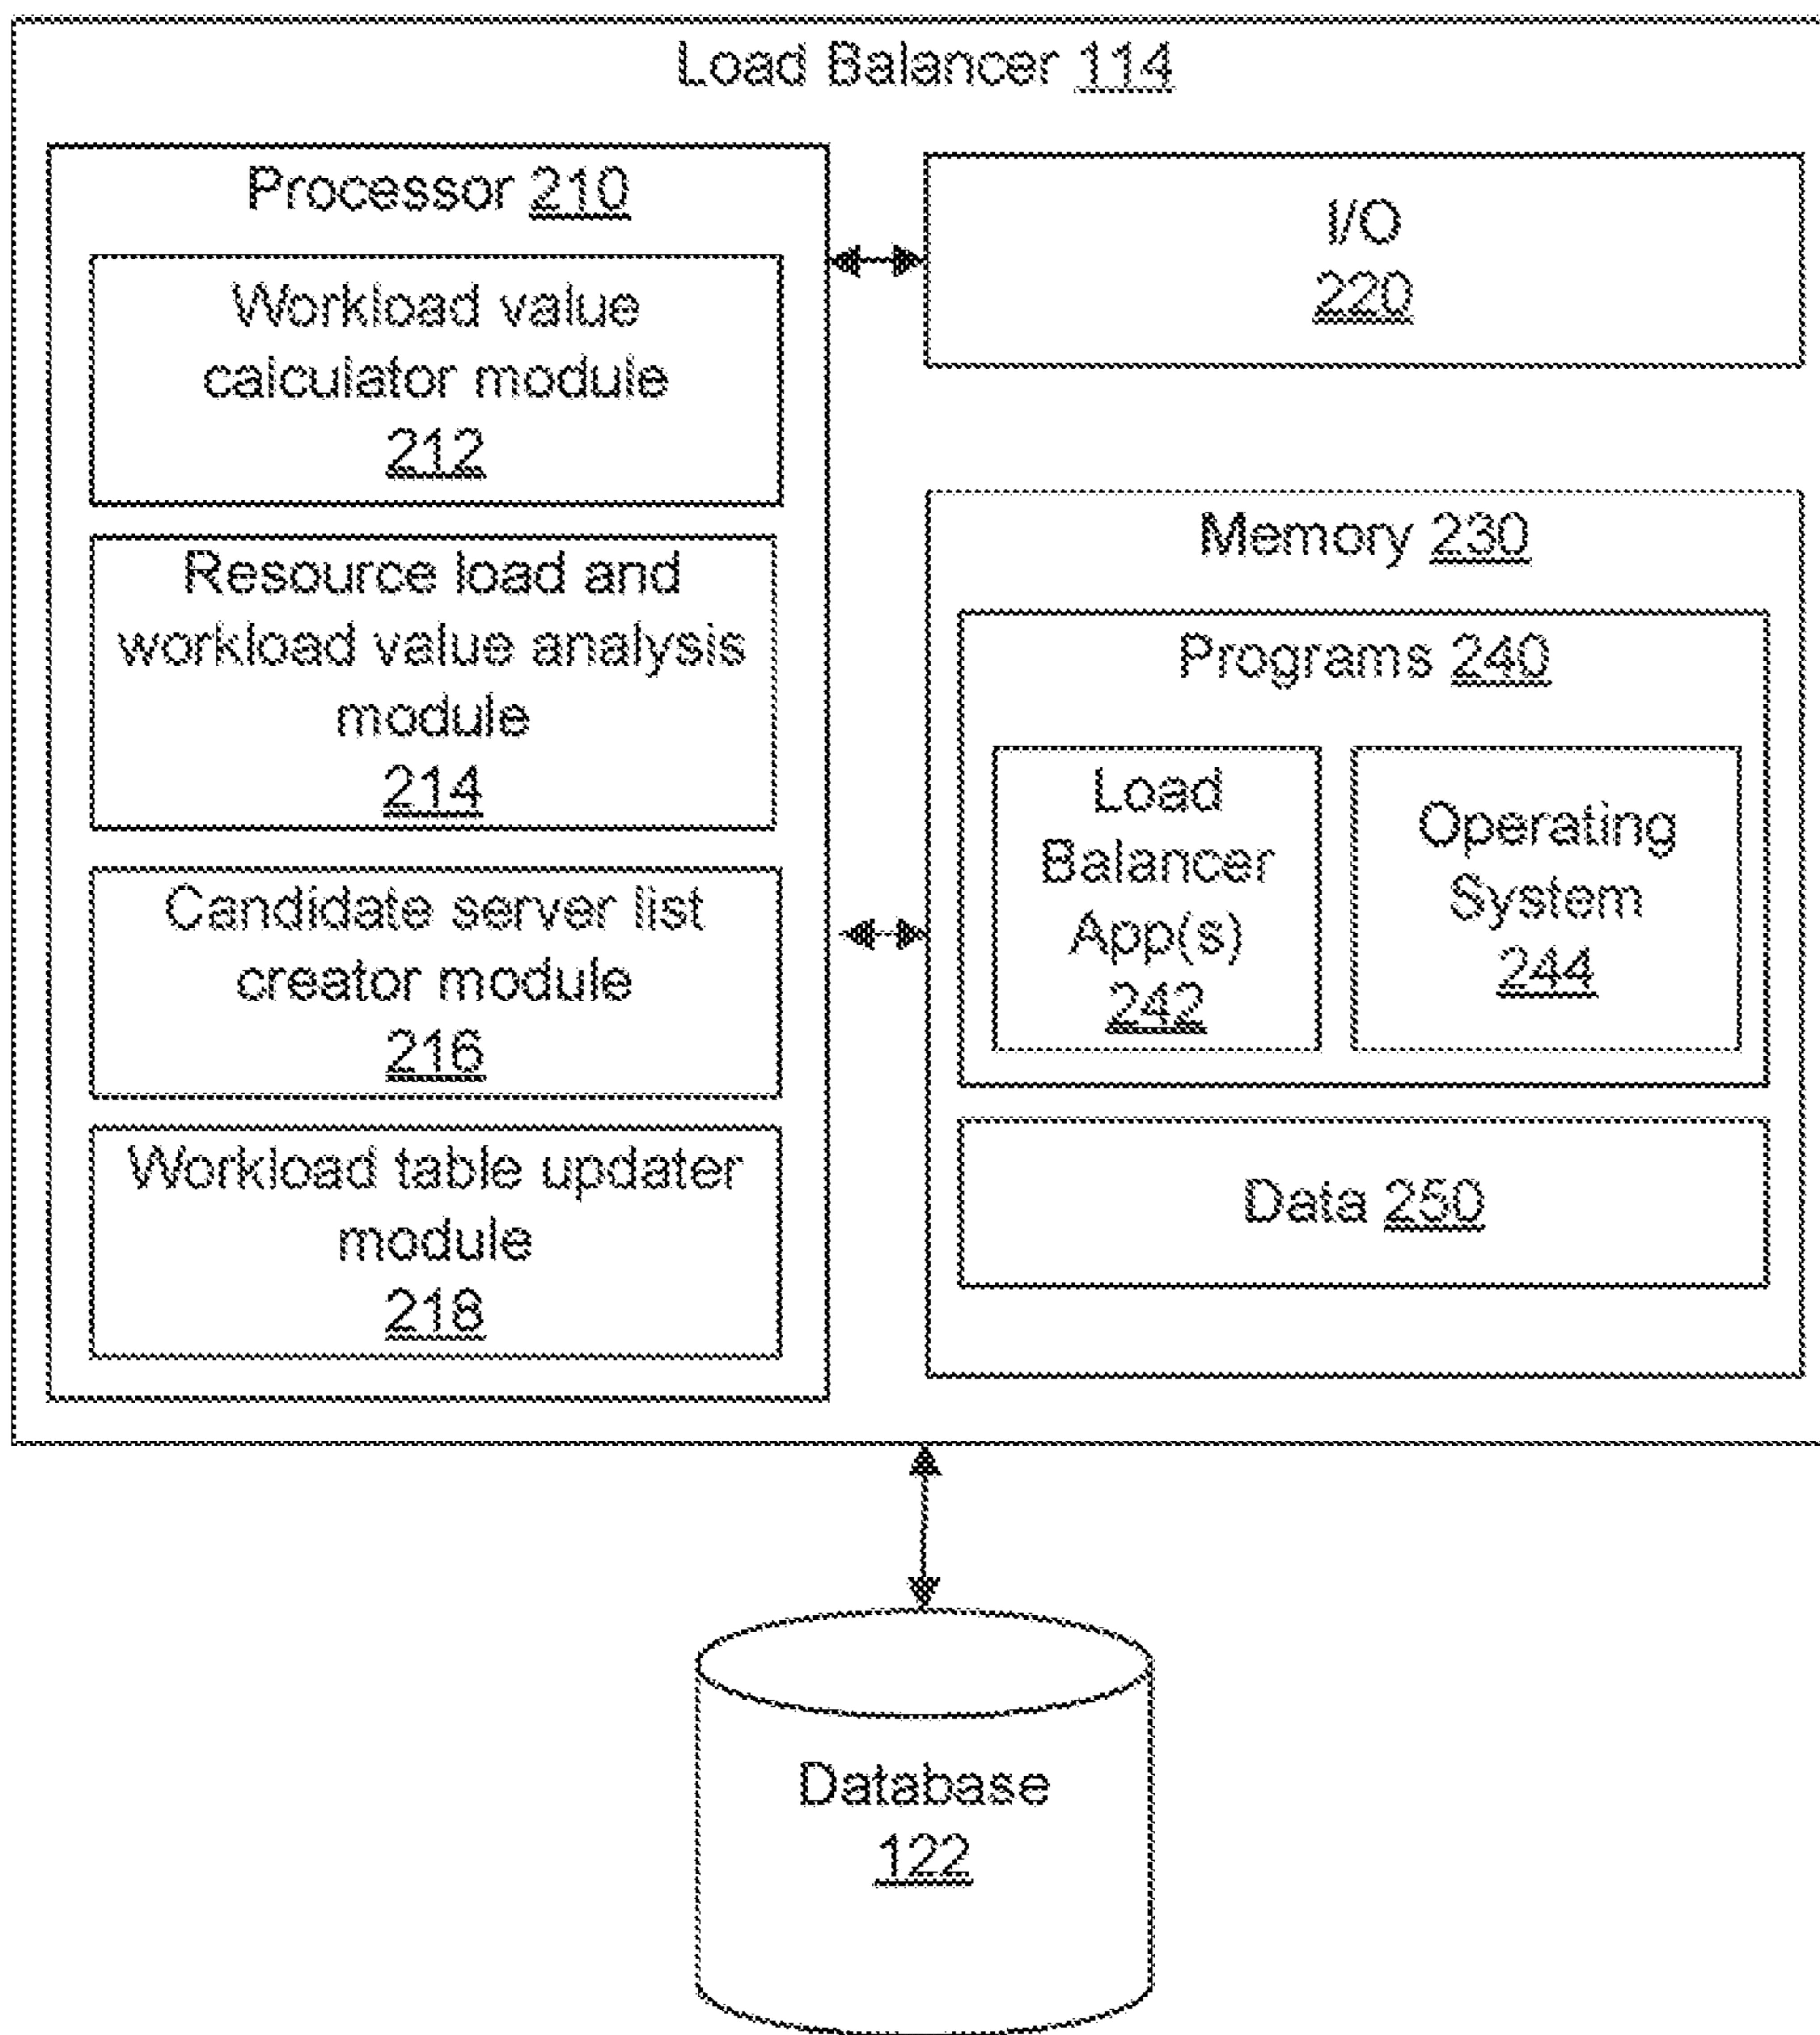 Load Balancer 114
Processor 210
Workload value
calculator module
212
Resource load and
workload value analysis
module
214
Candidate server list
creator module
216
Workload table updater
module
218
I/O
220
Memory 230
Programs 240
Load
Balancer
App(s)
242
Operating
System
244
Data 250
Database
122